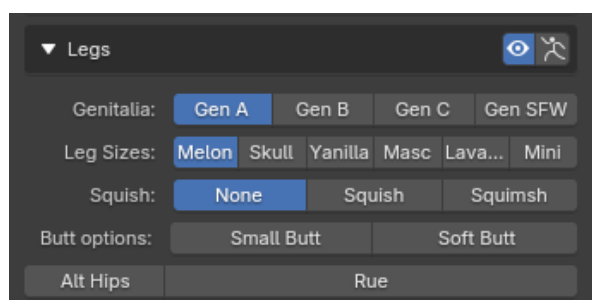 Legs
Genitalia: Gen A Gen B Gen C Gen SFW
Leg Sizes: Melon Skull Yanilla Masc Lava... Mini
Squish: None Squish Squimsh
Butt options: Small Butt Soft Butt
Alt Hips Rue